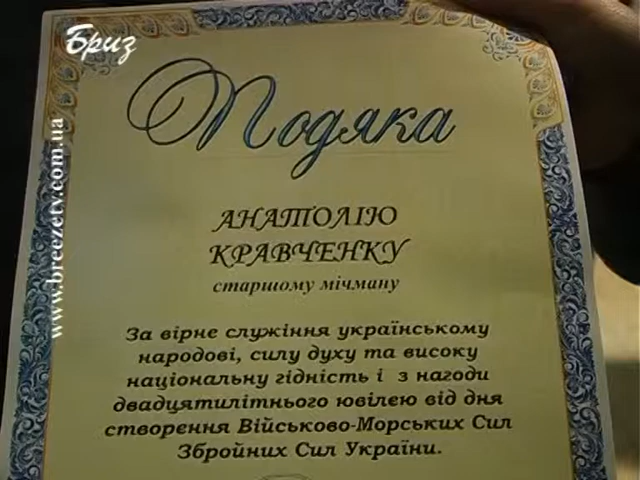 Бриз
www.breezetv.com.ua
Подяка
АНАТОЛІЮ
КРАВЧЕНКУ
старшому мічману
За вірне служіння українському
народові, силу духу та високу
національну гідність і з нагоди
двадцятилітнього ювілею від дня
створення Військово-Морських Сил
Збройних Сил України.